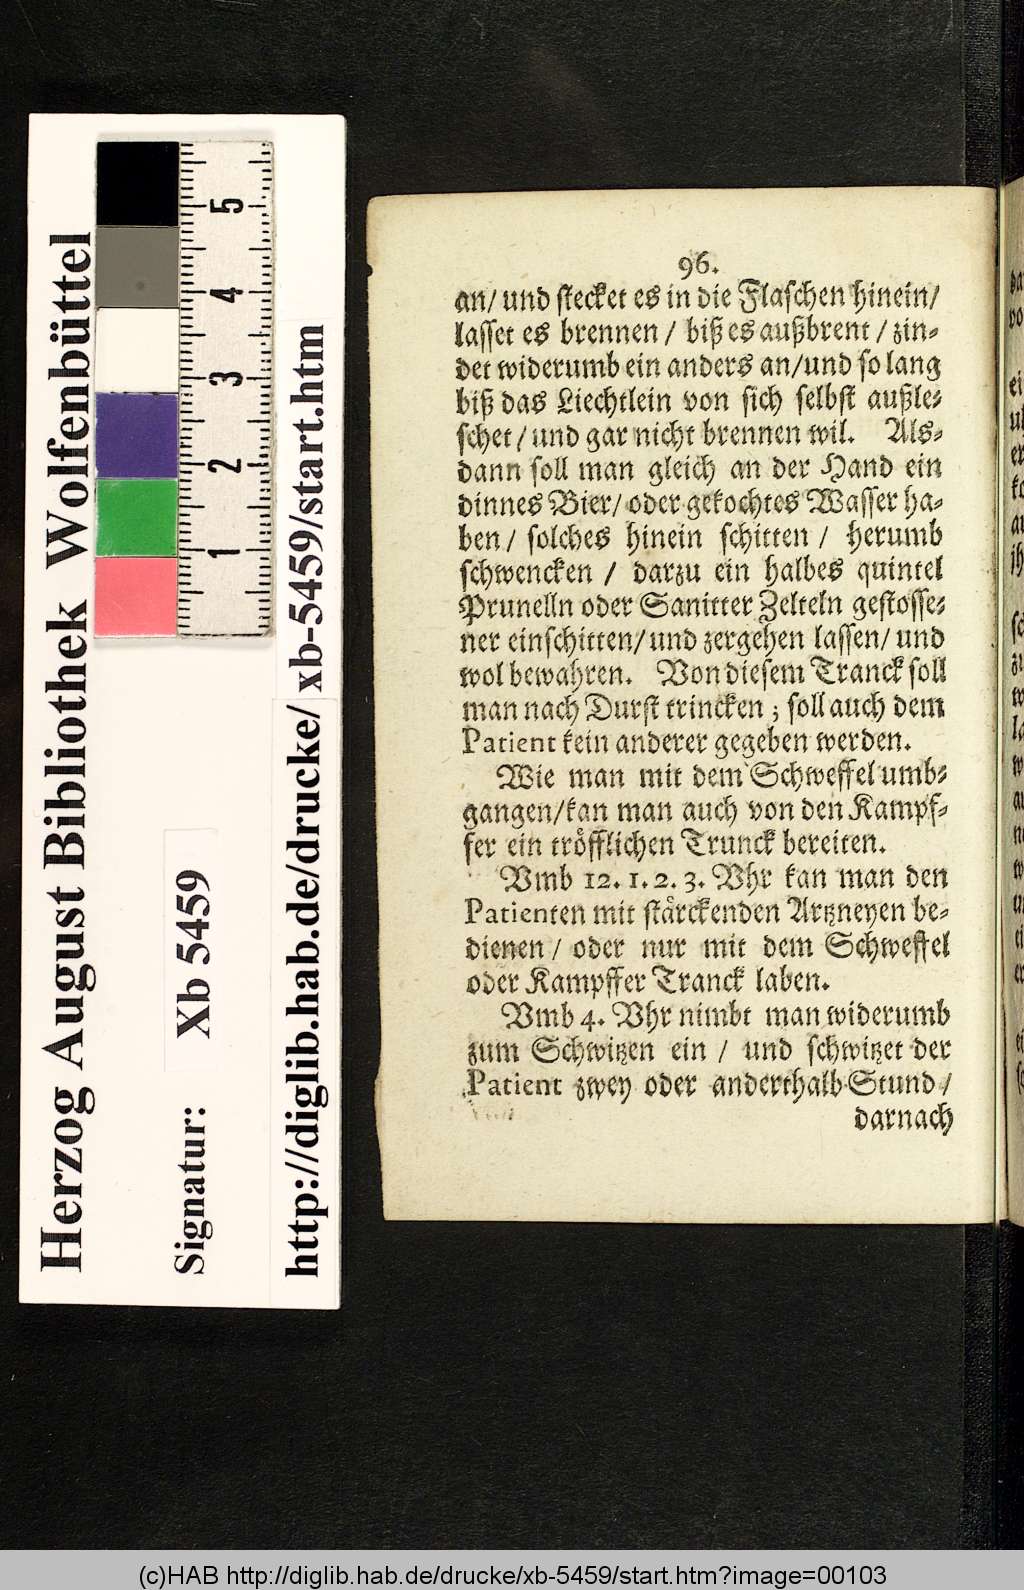 96.
an/ und stecket es in die Flaschen hinein/
lasset es brennen / biß es außbrent / zin-
det widerumb ein anders an/und so lang
biß das Liechtlein von sich selbst außle-
schet / und gar nicht brennen wil. Als-
dann soll man gleich an der Hand ein
dinnes Bier/ oder gekochtes Wasser ha-
ben / solches hinein schitten / herumb
schwencken / darzu ein halbes quintel
Prunelln oder Sanitter Zelteln gestosse-
ner einschitten/ und zergehen lassen/ und
wol bewahren. Von diesem Tranck soll
man nach Durst trincken ; soll auch dem
Patient kein anderer gegeben werden.
Wie man mit dem Schweffel umb-
gangen/kan man auch von den Kampf-
fer ein tröfflichen Trunck bereiten.
Vmb 12. 1. 2. 3. Vhr kan man den
Patienten mit stärckenden Artzneyen be-
dienen / oder nur mit dem Schweffel
oder Kampffer Tranck laben.
Vmb 4. Vhr nimbt man widerumb
zum Schwitzen ein / und schwitzet der
Patient zwey oder anderthalb Stund /
darnach
Herzog August Bibliothek Wolfenbüttel
Signatur: Xb 5459
http://diglib.hab.de/drucke/ xb-5459/start.htm
5
4
3
2
1
(c)HAB http://diglib.hab.de/drucke/xb-5459/start.htm?image=00103